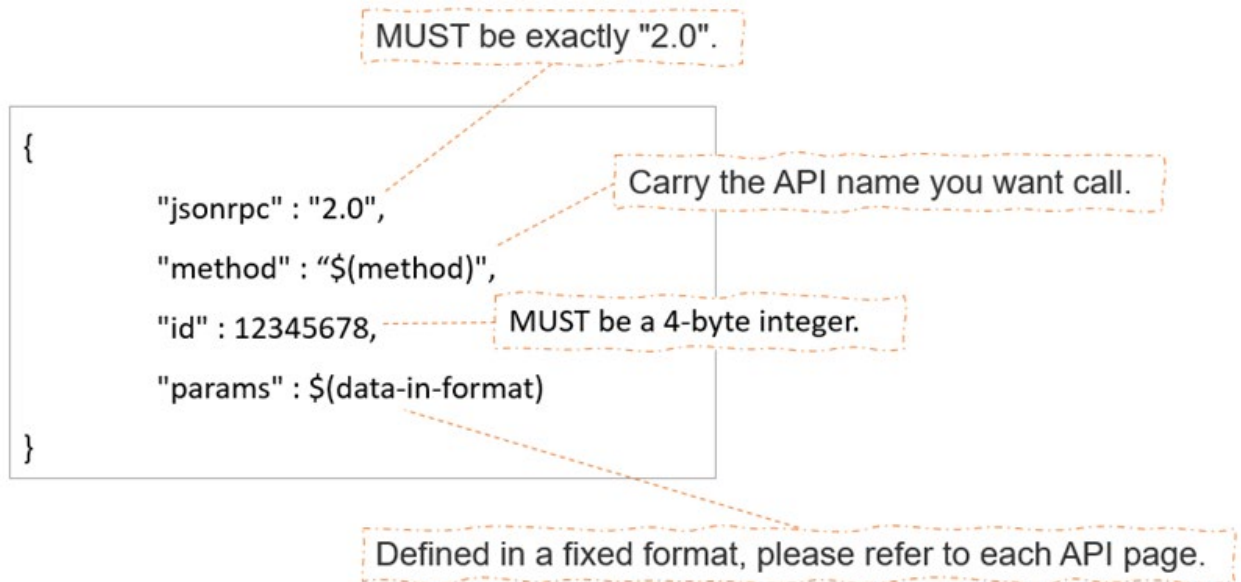 MUST be exactly "2.0".
{
"jsonrpc" : "2.0",
Carry the API name you want call.
"method" : “$(method)",
"id" : 12345678,
MUST be a 4-byte integer.
"params" : $(data-in-format)
}
Defined in a fixed format, please refer to each API page.